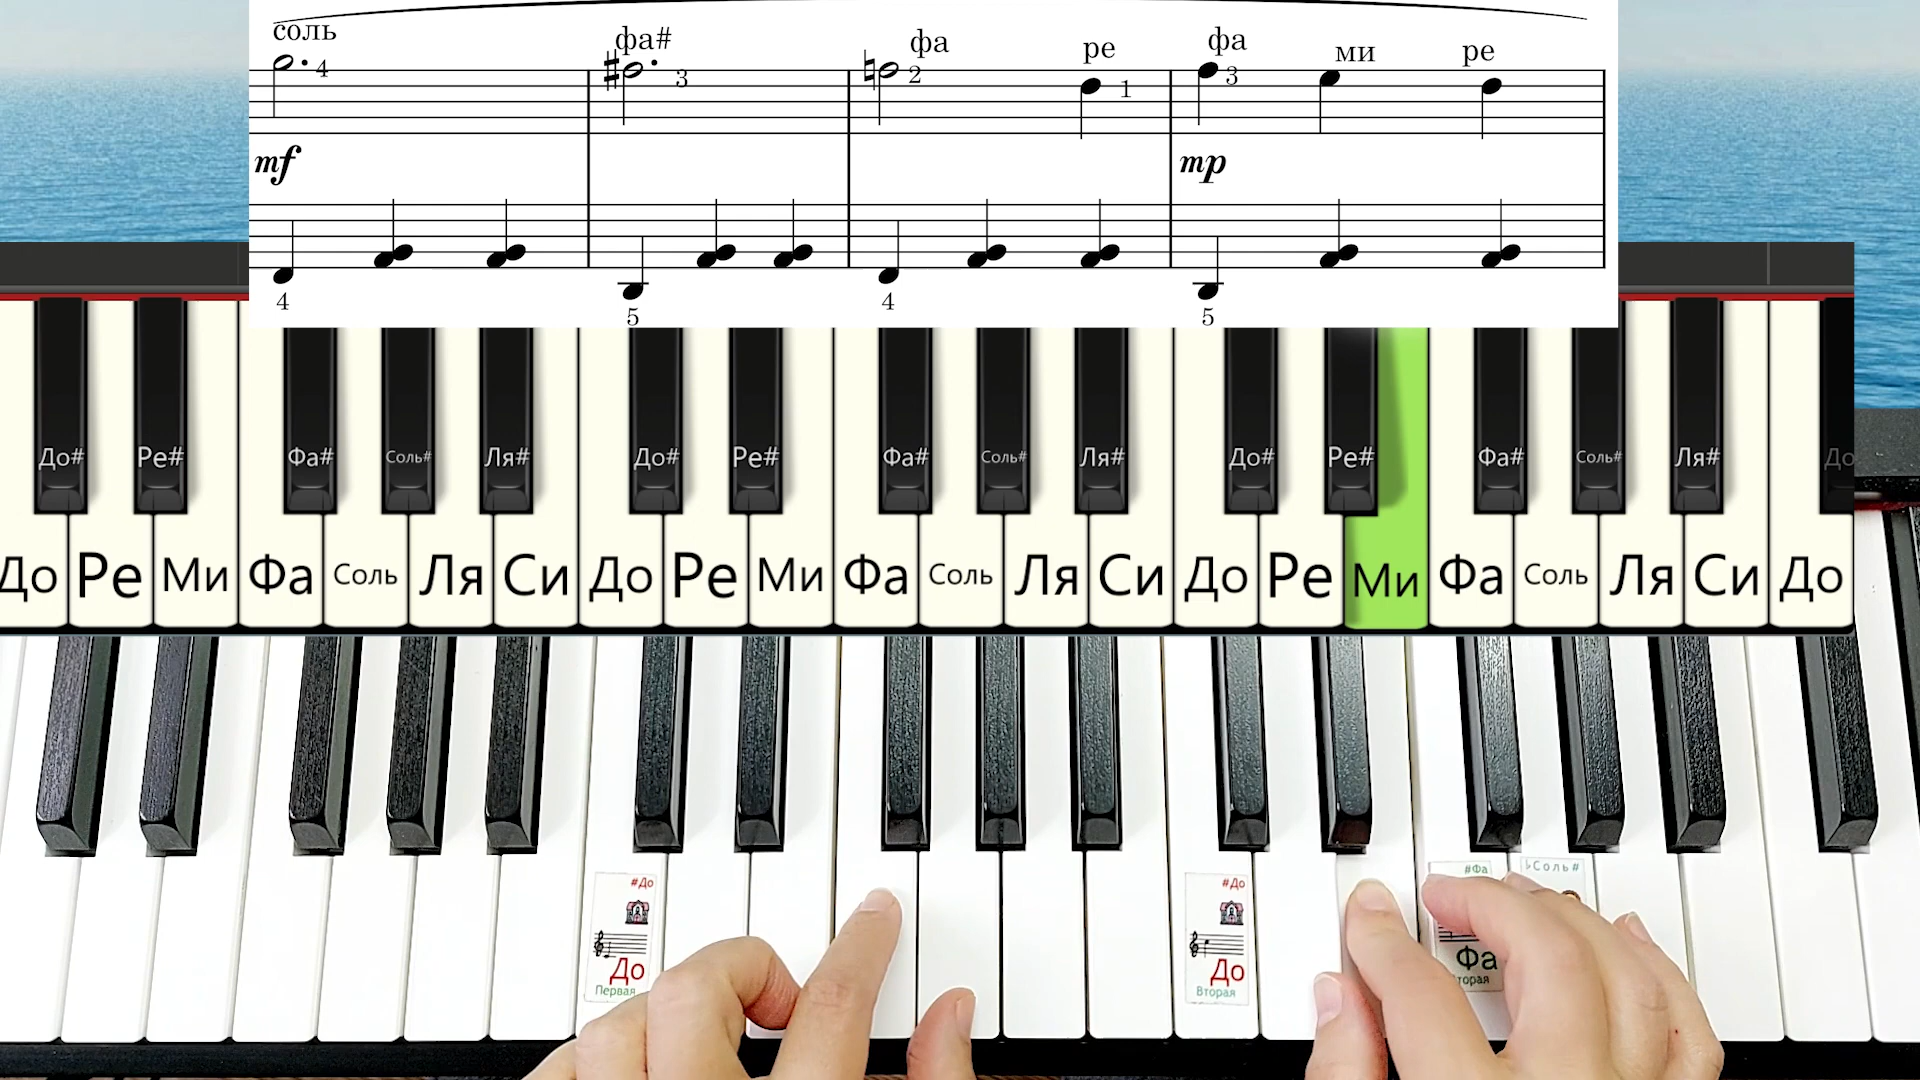 соль фа# фа ре фа ми ре
4 3 2 1 3
mf mp
4 5 4 5
До# Ре# Фа# Соль# Ля# До# Ре# Фа# Соль# Ля# До# Ре# Фа# Соль# Ля# До
До Ре Ми Фа Соль Ля Си До Ре Ми Фа Соль Ля Си До Ре Ми Фа Соль Ля Си До
#Фа ♭Соль#
#До #До
До До Фа
Первая Вторая торая